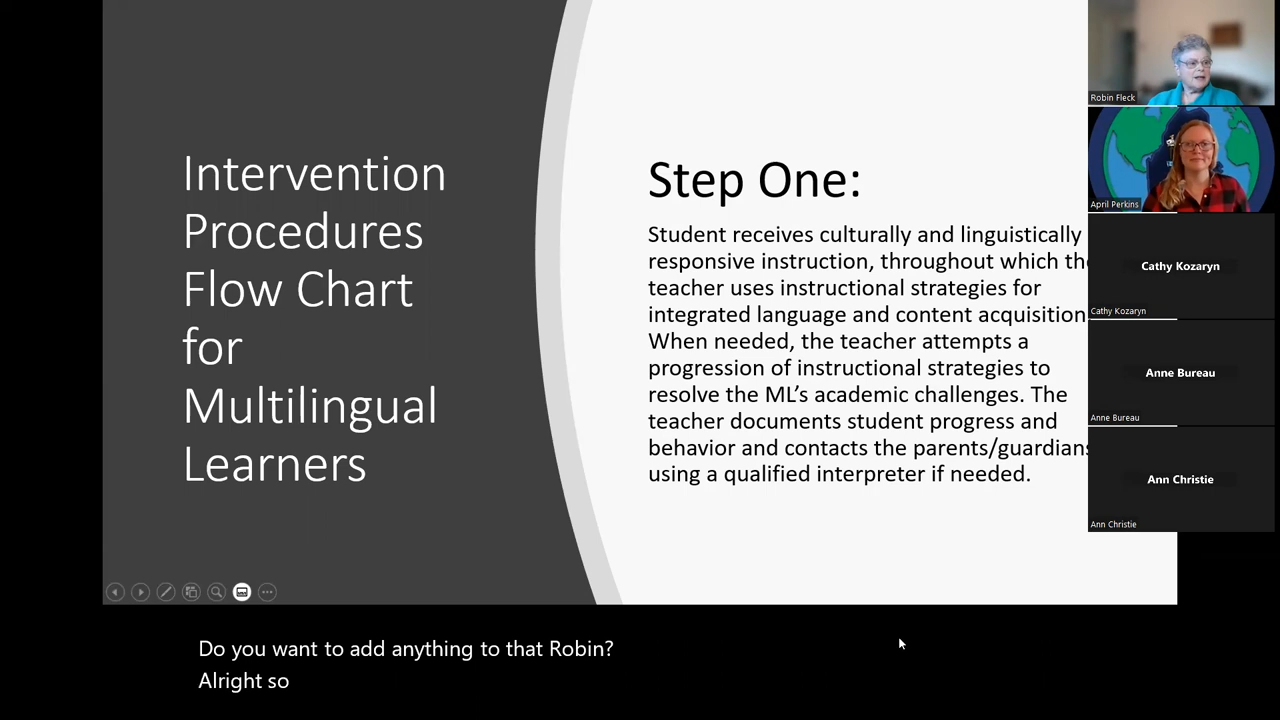 Intervention
Procedures
Flow Chart
for
Multilingual
Learners
Step One:
Student receives culturally and linguistically
responsive instruction, throughout which the
teacher uses instructional strategies for
integrated language and content acquisition.
When needed, the teacher attempts a
progression of instructional strategies to
resolve the ML’s academic challenges. The
teacher documents student progress and
behavior and contacts the parents/guardians
using a qualified interpreter if needed.
Robin Fleck
April Perkins
Cathy Kozaryn
Cathy Kozaryn
Anne Bureau
Anne Bureau
Ann Christie
Ann Christie
Do you want to add anything to that Robin?
Alright so